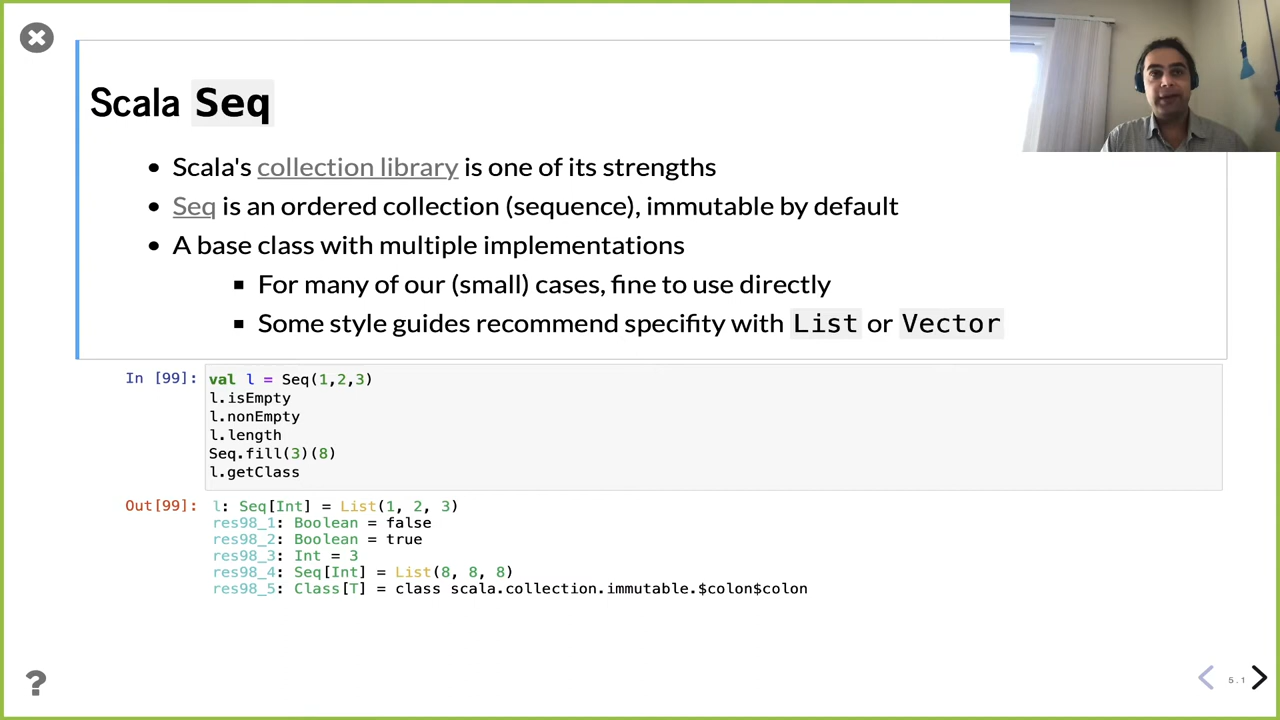 Scala Seq
• Scala's collection library is one of its strengths
• Seq is an ordered collection (sequence), immutable by default
• A base class with multiple implementations
▪ For many of our (small) cases, fine to use directly
▪ Some style guides recommend specifity with List or Vector
In [99]: val l = Seq(1,2,3)
l.isEmpty
l.nonEmpty
l.length
Seq.fill(3)(8)
l.getClass
Out[99]: l: Seq[Int] = List(1, 2, 3)
res98_1: Boolean = false
res98_2: Boolean = true
res98_3: Int = 3
res98_4: Seq[Int] = List(8, 8, 8)
res98_5: Class[T] = class scala.collection.immutable.$colon$colon
?
5.1